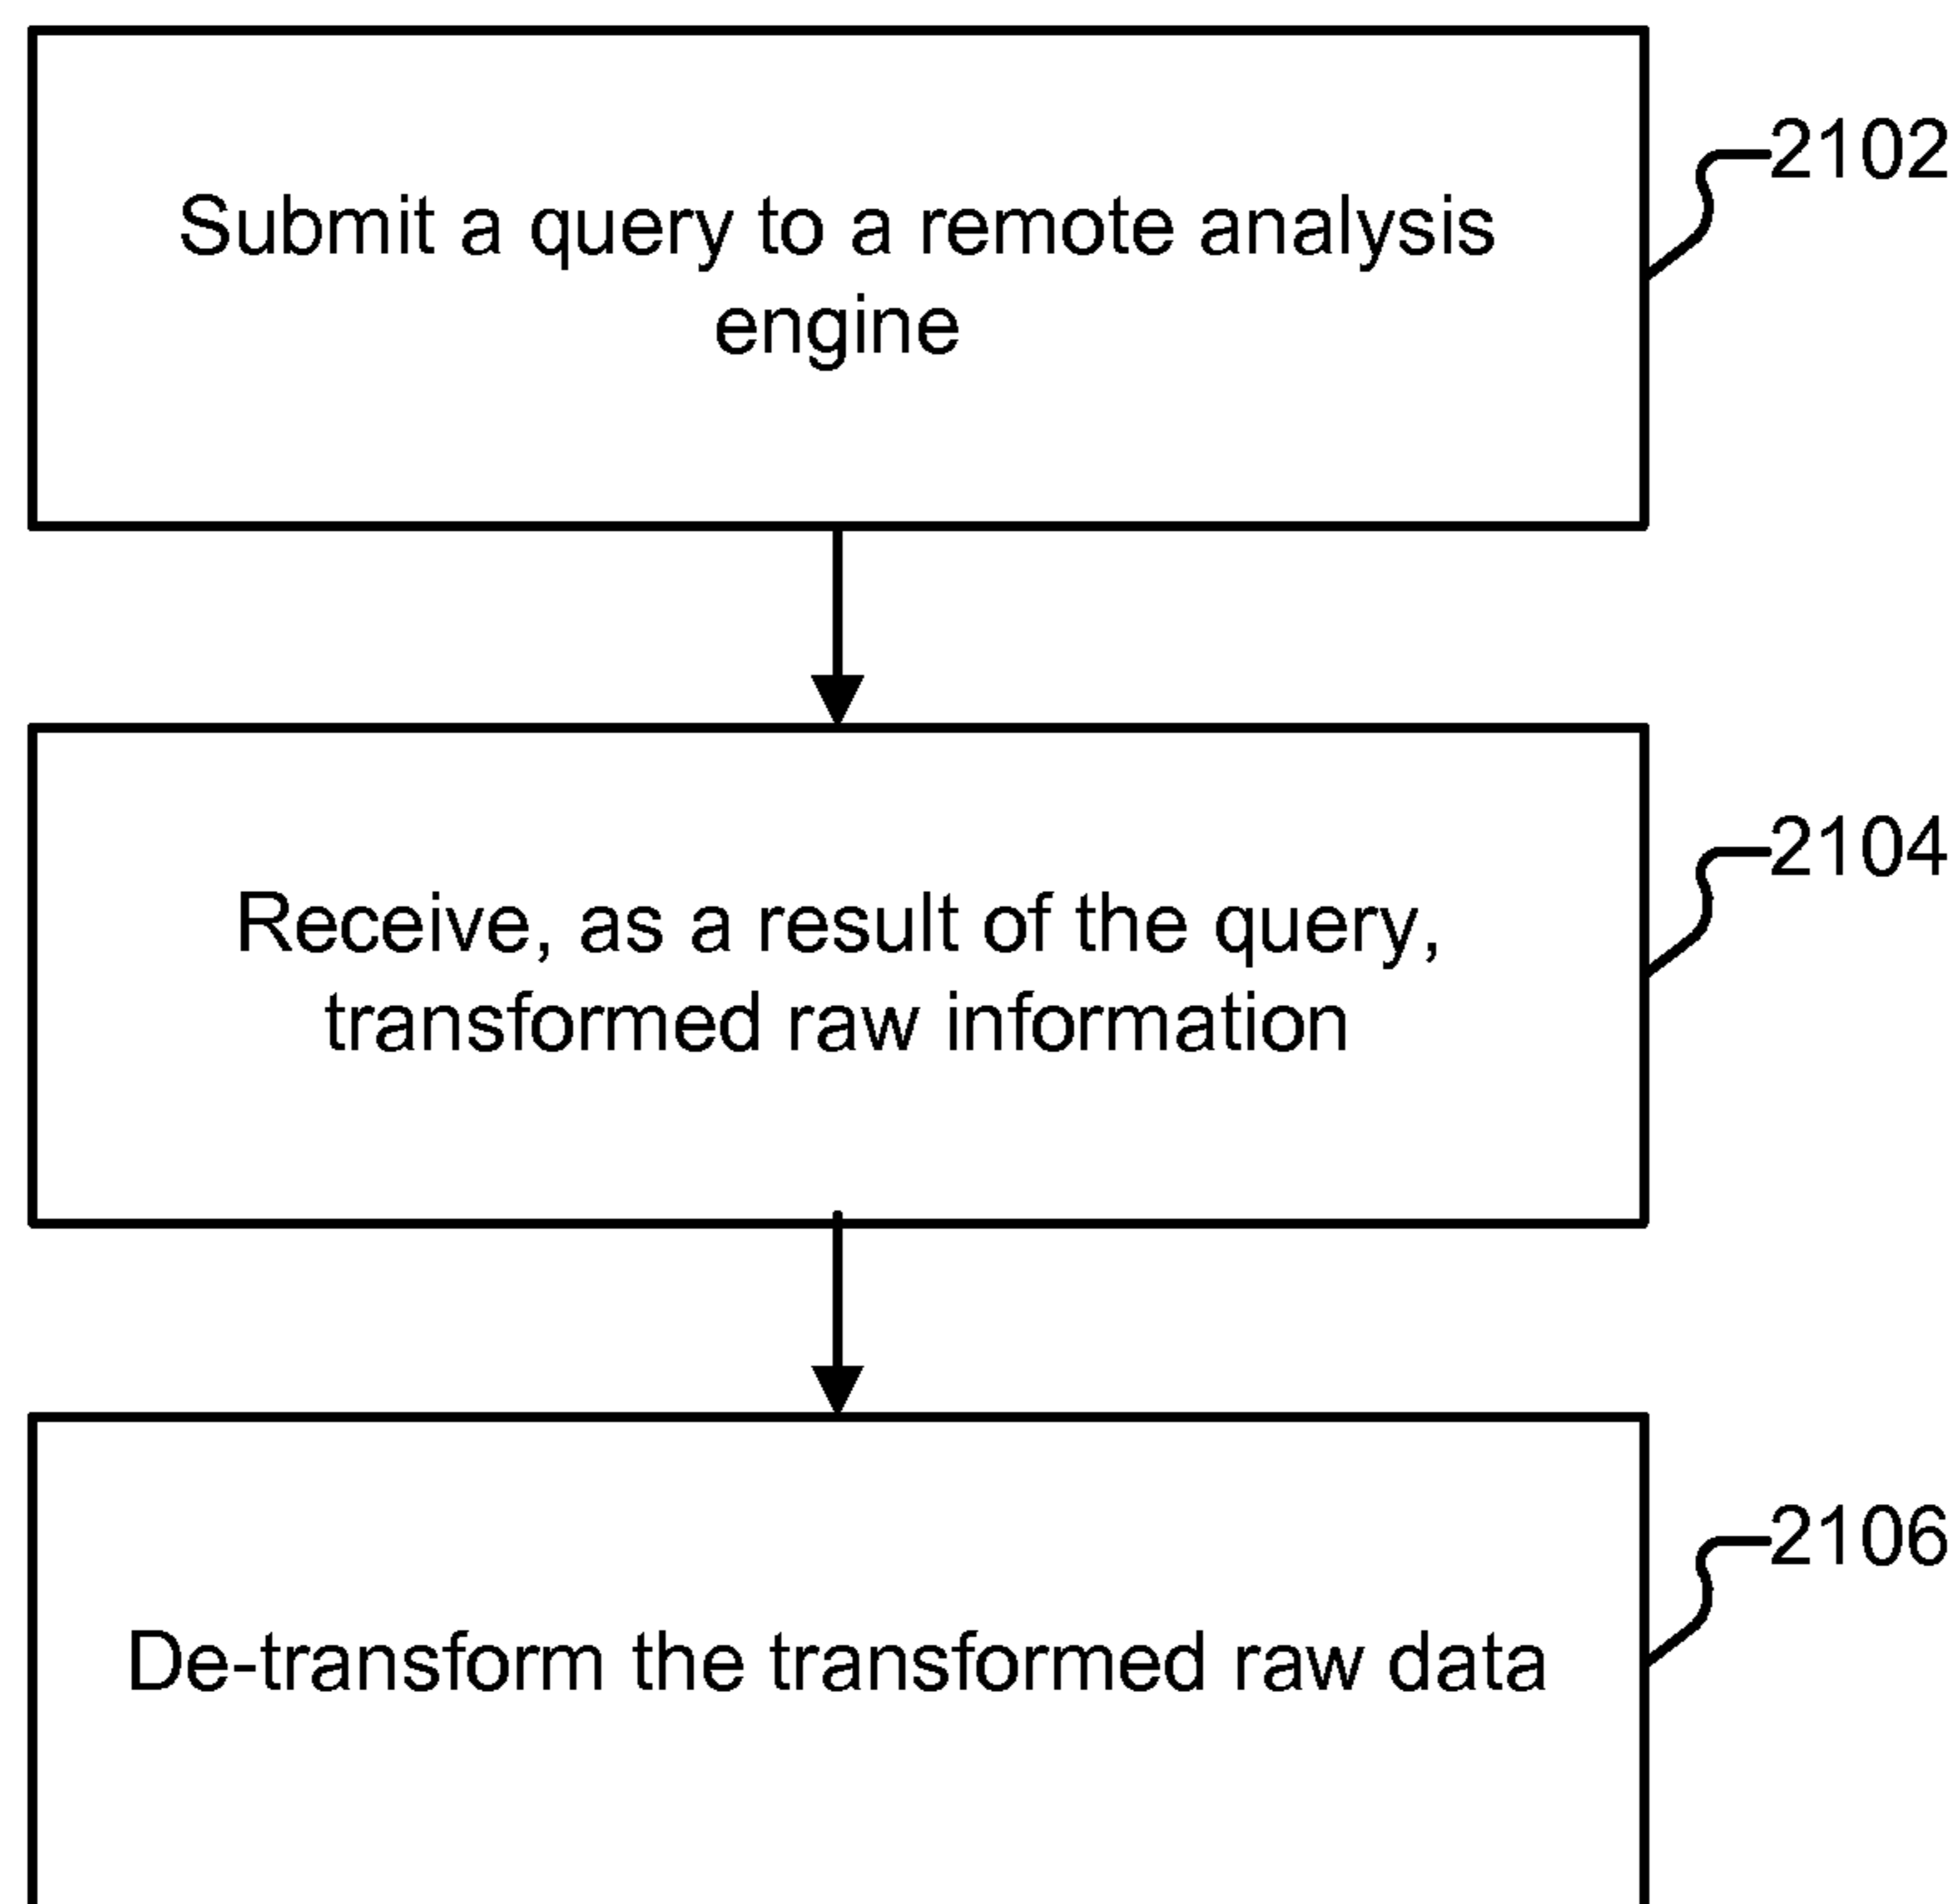 Submit a query to a remote analysis
engine
2102
Receive, as a result of the query,
transformed raw information
2104
De-transform the transformed raw data
2106